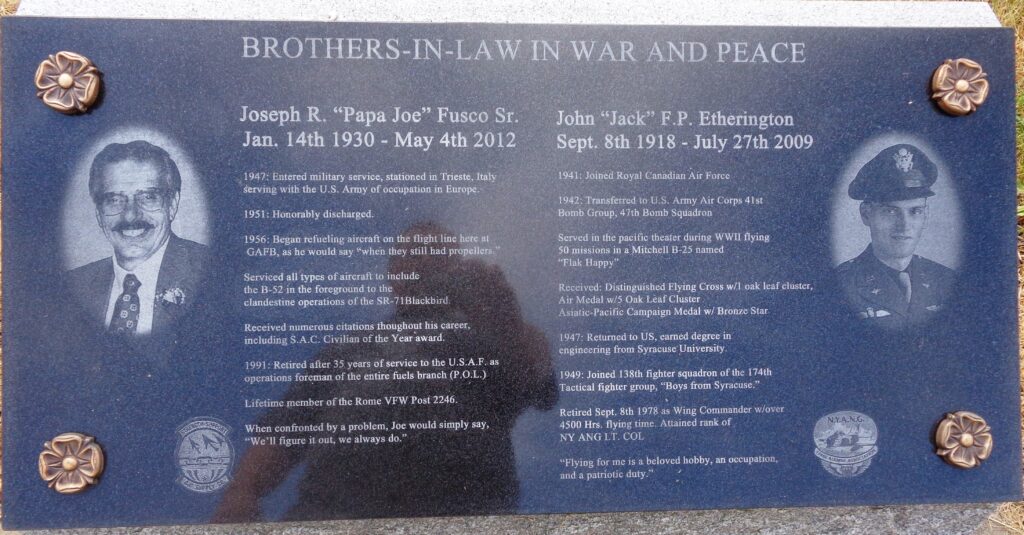 BROTHERS-IN-LAW IN WAR AND PEACE
Joseph R. “Papa Joe” Fusco Sr.
Jan. 14th 1930 - May 4th 2012
1947: Entered military service, stationed in Trieste, Italy
serving with the U.S. Army of occupation in Europe.
1951: Honorably discharged.
1956: Began refueling aircraft on the flight line here at
GAFB, as he would say “when they still had propellers.”
Serviced all types of aircraft to include
the B-52 in the foreground to the
clandestine operations of the SR-71Blackbird.
Received numerous citations thoughout his career,
including S.A.C. Civilian of the Year award.
1991: Retired after 35 years of service to the U.S.A.F. as
operations foreman of the entire fuels branch (P.O.L.)
Lifetime member of the Rome VFW Post 2246.
When confronted by a problem, Joe would simply say,
“We’ll figure it out, we always do.”
John “Jack” F.P. Etherington
Sept. 8th 1918 - July 27th 2009
1941: Joined Royal Canadian Air Force
1942: Transferred to U.S. Army Air Corps 41st
Bomb Group, 47th Bomb Squadron
Served in the pacific theater during WWII flying
50 missions in a Mitchell B-25 named
“Flak Happy”
Received: Distinguished Flying Cross w/1 oak leaf cluster,
Air Medal w/5 Oak Leaf Cluster
Asiatic-Pacific Campaign Medal w/ Bronze Star
1947: Returned to US, earned degree in
engineering from Syracuse University.
1949: Joined 138th fighter squadron of the 174th
Tactical fighter group, “Boys from Syracuse.”
Retired Sept. 8th 1978 as Wing Commander w/over
4500 Hrs. flying time. Attained rank of
NY ANG LT. COL
“Flying for me is a beloved hobby, an occupation,
and a patriotic duty.”
N.Y.A.N.G.